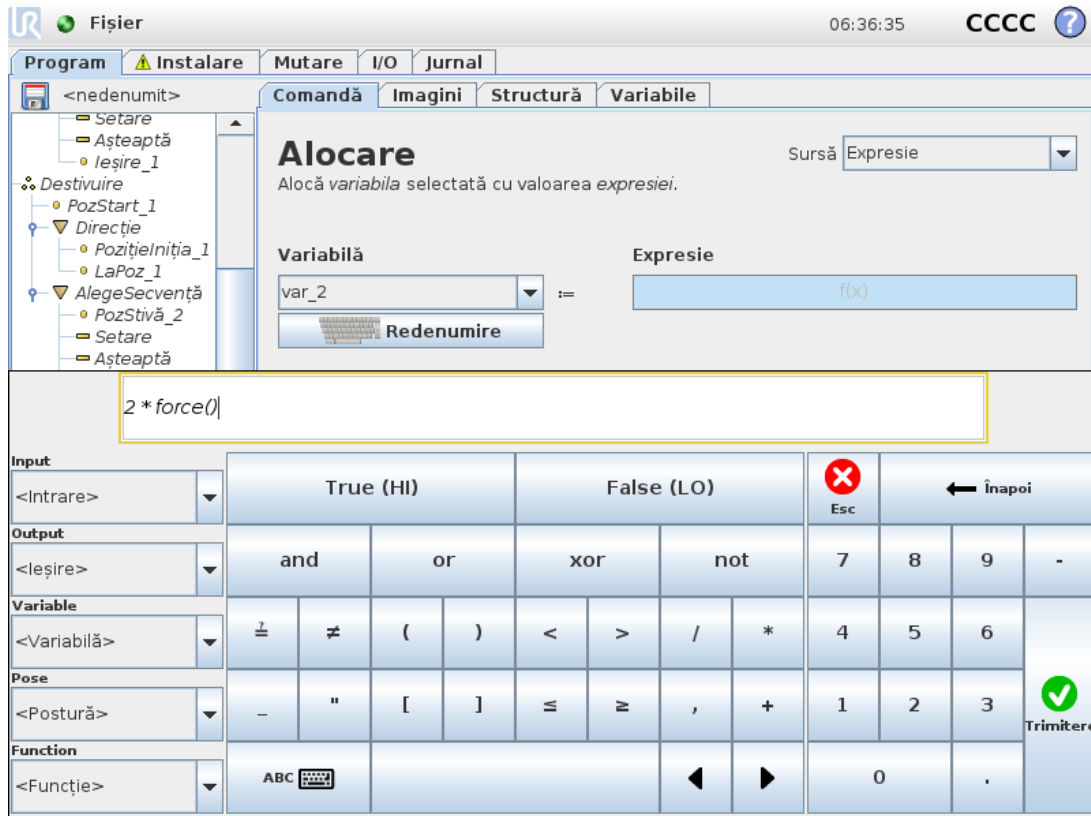 UR Fișier 06:36:35 CCCC ?
Program Instalare Mutare I/O Jurnal
<nedenumit> Comandă Imagini Structură Variabile
Setare
Așteaptă
Ieșire_1
Destivuire
PozStart_1
Direcție
PozițieIniția_1
LaPoz_1
AlegeSecvență
PozStivă_2
Setare
Așteaptă
Alocare
Sursă Expresie
Alocă variabila selectată cu valoarea expresiei.
Variabilă Expresie
var_2 := f(x)
Redenumire
2 * force()
Input
<Intrare> True (HI) False (LO) Esc Înapoi
Output
<Ieșire> and or xor not 7 8 9 -
Variable
<Variabilă> ≟ ≠ ( ) < > / * 4 5 6
Pose
<Postură> _ " [ ] ≤ ≥ , + 1 2 3 Trimitere
Function
<Funcție> ABC 0 .